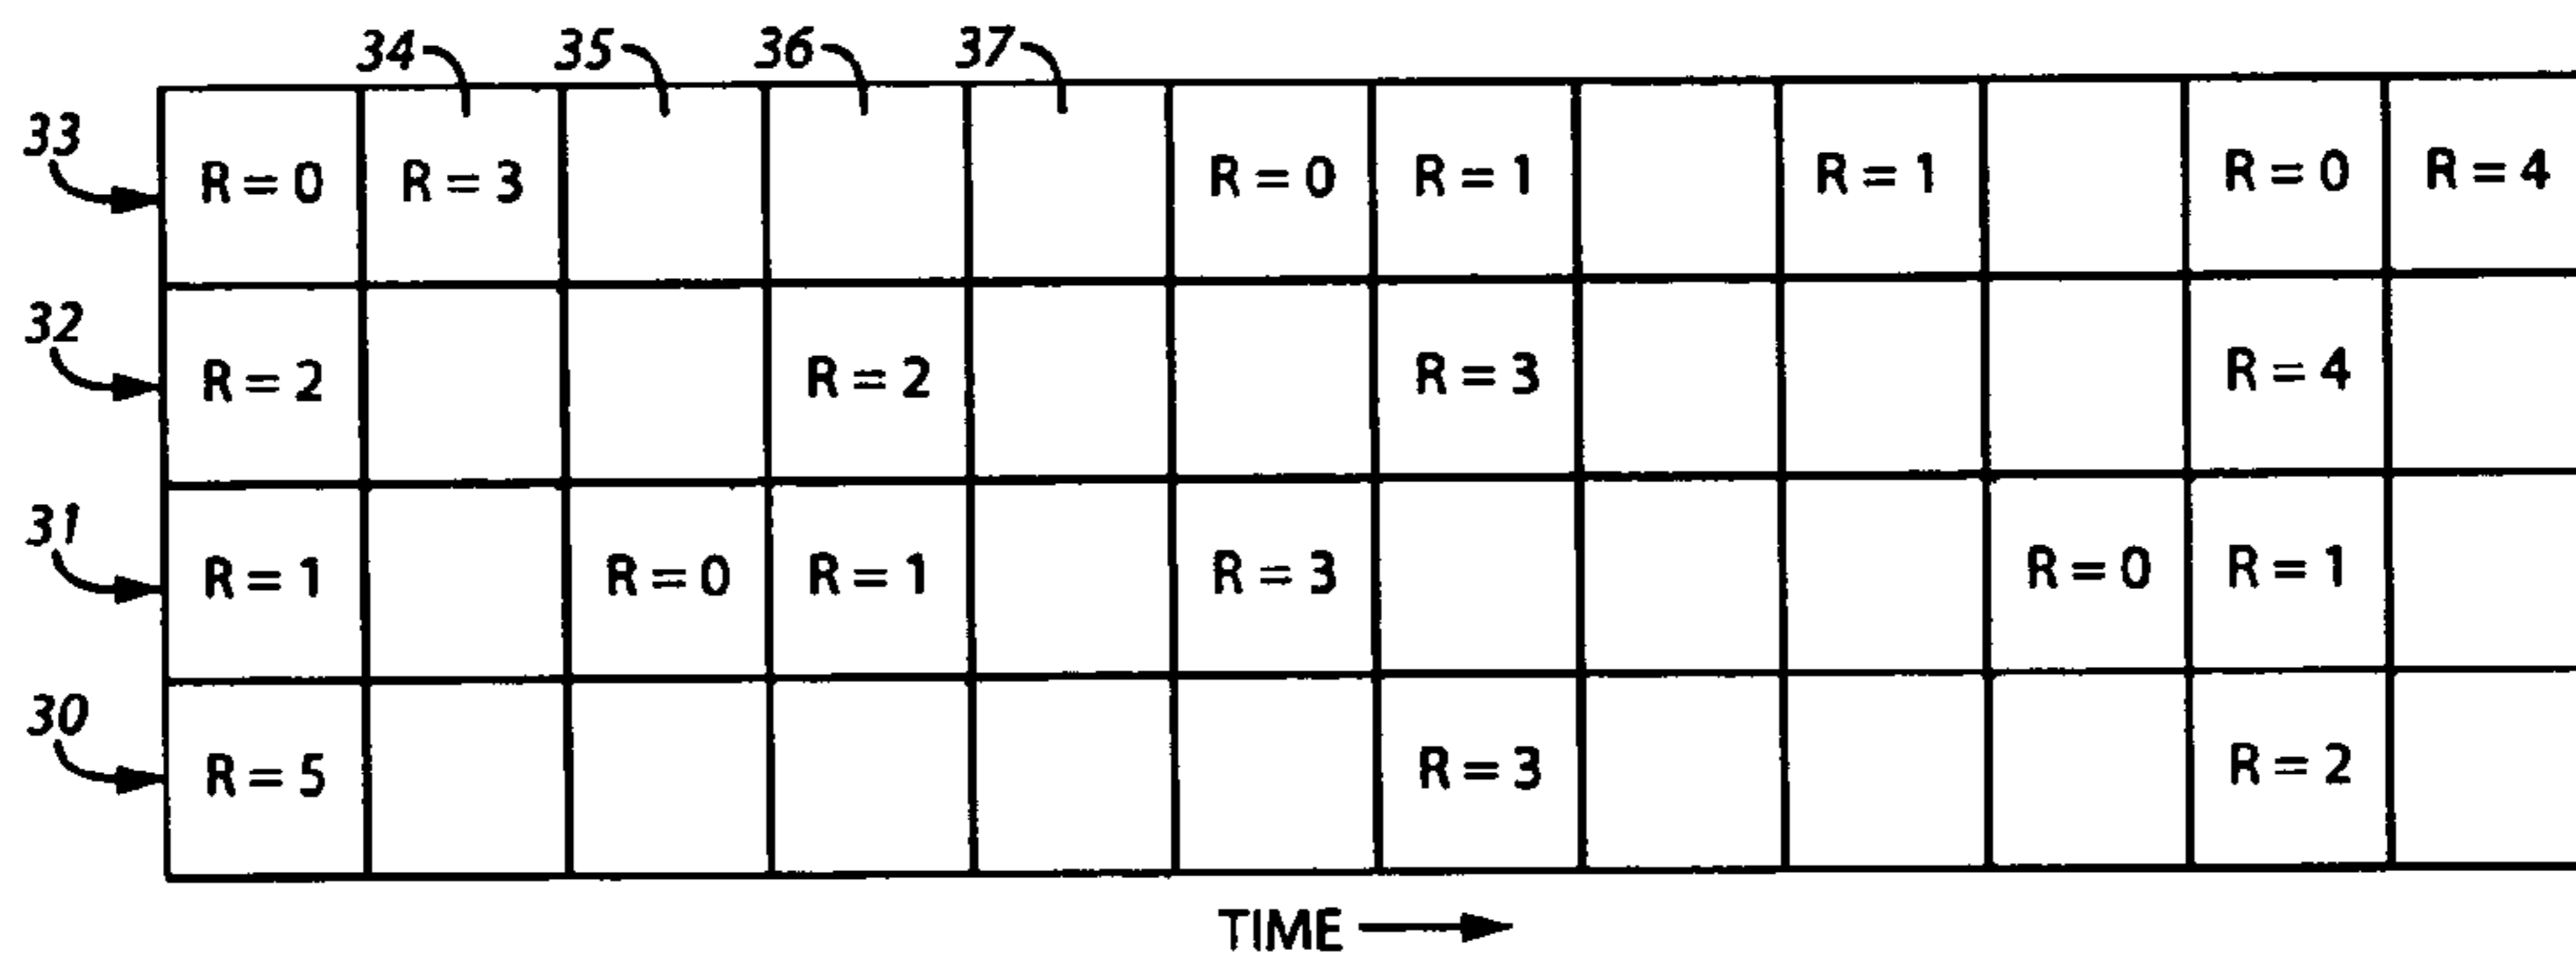 34 35 36 37
33 R = 0 R = 3 R = 0 R = 1 R = 1 R = 0 R = 4
32 R = 2 R = 2 R = 3 R = 4
31 R = 1 R = 0 R = 1 R = 3 R = 0 R = 1
30 R = 5 R = 3 R = 2
TIME